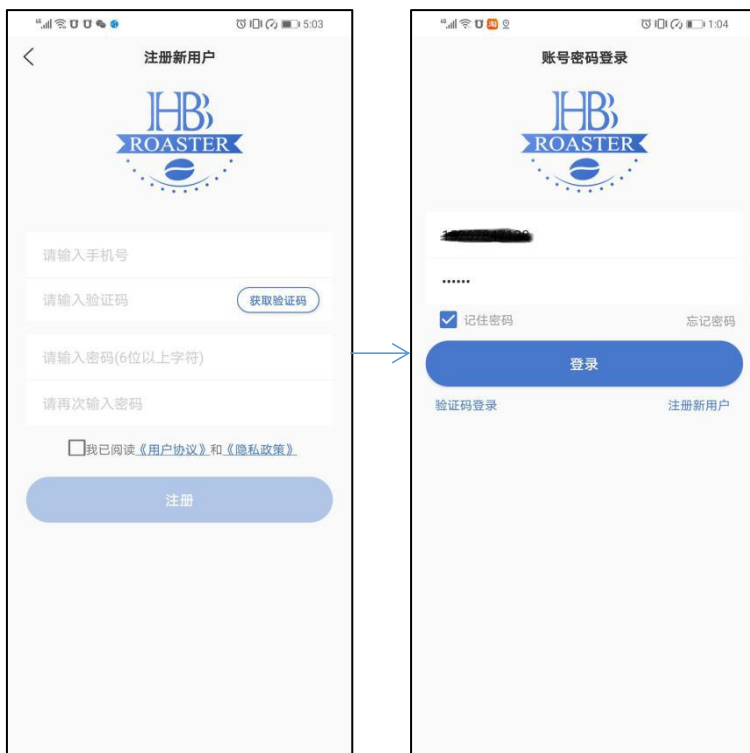 5:03
注册新用户
HB
ROASTER
请输入手机号
请输入验证码
获取验证码
请输入密码(6位以上字符)
请再次输入密码
我已阅读《用户协议》和《隐私政策》
注册
1:04
账号密码登录
HB
ROASTER
••••••
记住密码
忘记密码
登录
验证码登录
注册新用户